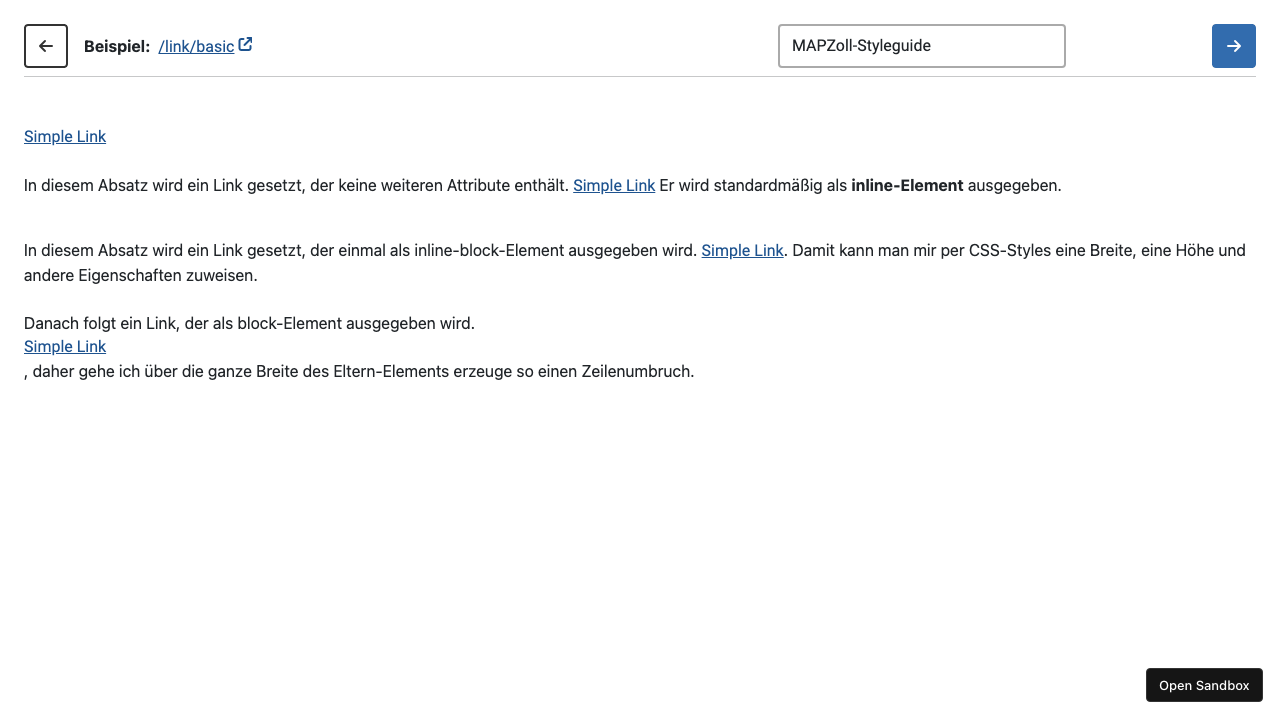 Beispiel: /link/basic
MAPZoll-Styleguide
Simple Link
In diesem Absatz wird ein Link gesetzt, der keine weiteren Attribute enthält. Simple Link Er wird standardmäßig als inline-Element ausgegeben.
In diesem Absatz wird ein Link gesetzt, der einmal als inline-block-Element ausgegeben wird. Simple Link. Damit kann man mir per CSS-Styles eine Breite, eine Höhe und
andere Eigenschaften zuweisen.
Danach folgt ein Link, der als block-Element ausgegeben wird.
Simple Link
, daher gehe ich über die ganze Breite des Eltern-Elements erzeuge so einen Zeilenumbruch.
Open Sandbox